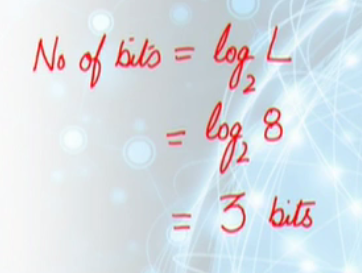 No of bits = log₂ L
= log₂ 8
= 3 bits